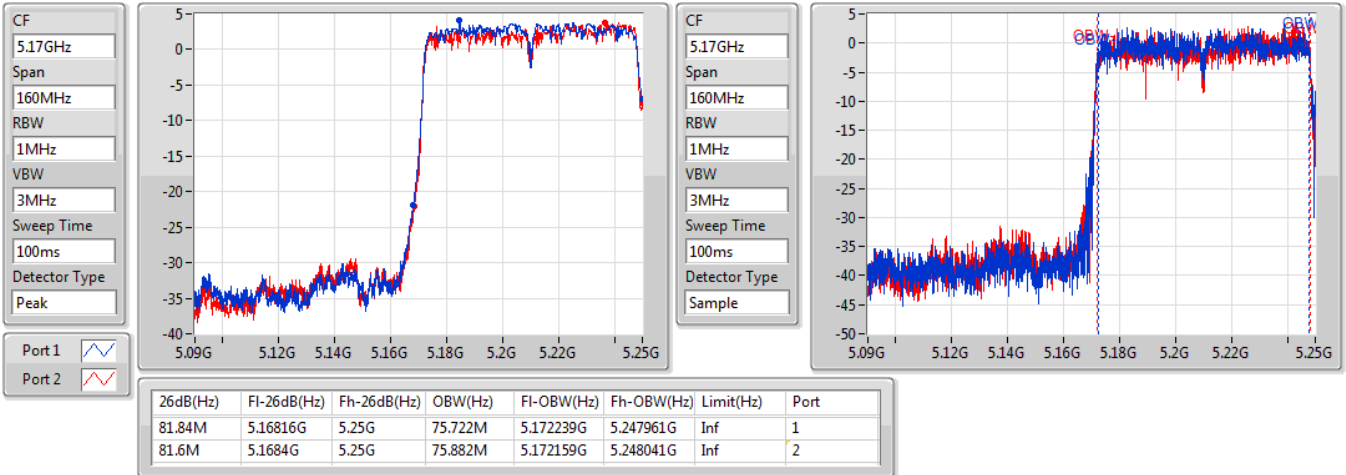 CF
5.17GHz
Span
160MHz
RBW
1MHz
VBW
3MHz
Sweep Time
100ms
Detector Type
Peak
Port 1
Port 2
5
0
-5
-10
-15
-20
-25
-30
-35
-40
5.09G 5.12G 5.14G 5.16G 5.18G 5.2G 5.22G 5.25G
CF
5.17GHz
Span
160MHz
RBW
1MHz
VBW
3MHz
Sweep Time
100ms
Detector Type
Sample
5
0
-5
-10
-15
-20
-25
-30
-35
-40
-45
-50
OBW
OBW
OBW
OBW
5.09G 5.12G 5.14G 5.16G 5.18G 5.2G 5.22G 5.25G
26dB(Hz) Fl-26dB(Hz) Fh-26dB(Hz) OBW(Hz) Fl-OBW(Hz) Fh-OBW(Hz) Limit(Hz) Port
81.84M 5.16816G 5.25G 75.722M 5.172239G 5.247961G Inf 1
81.6M 5.1684G 5.25G 75.882M 5.172159G 5.248041G Inf 2